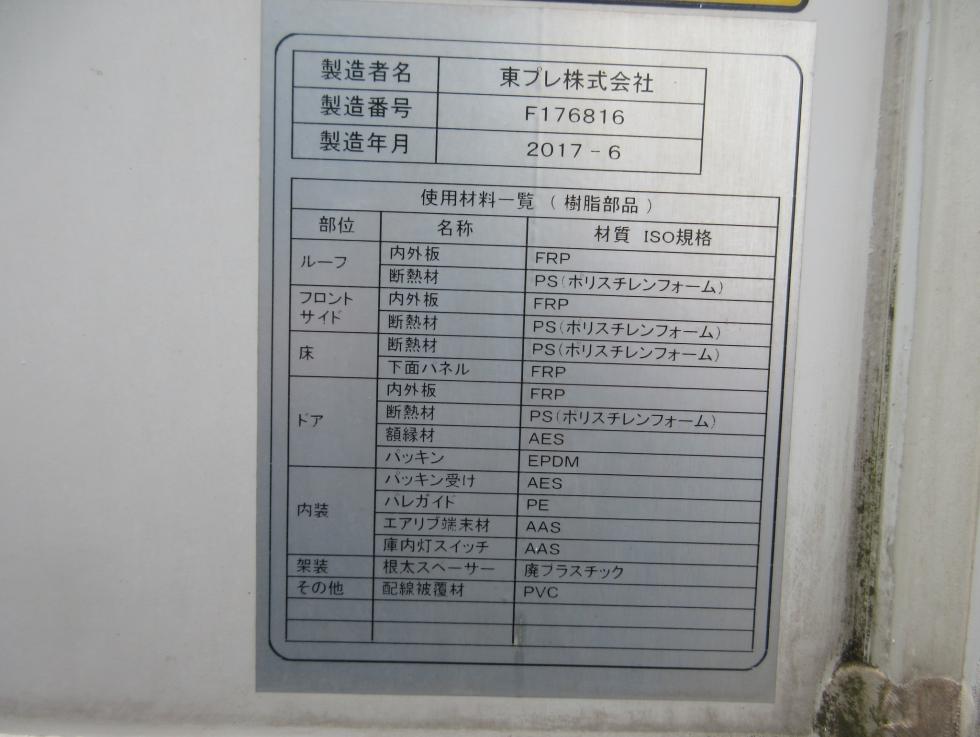 製造者名 東プレ株式会社
製造番号 F176816
製造年月 2017-6
使用材料一覧 (樹脂部品)
部位 名称 材質 ISO規格
ルーフ 内外板 FRP
断熱材 PS(ポリスチレンフォーム)
フロント
サイド 内外板 FRP
断熱材 PS(ポリスチレンフォーム)
床 断熱材 PS(ポリスチレンフォーム)
下面パネル FRP
ドア 内外板 FRP
断熱材 PS(ポリスチレンフォーム)
額縁材 AES
パッキン EPDM
内装 パッキン受け AES
バレガイド PE
エアリブ端末材 AAS
庫内灯スイッチ AAS
架装 根太スペーサー 廃プラスチック
その他 配線被覆材 PVC